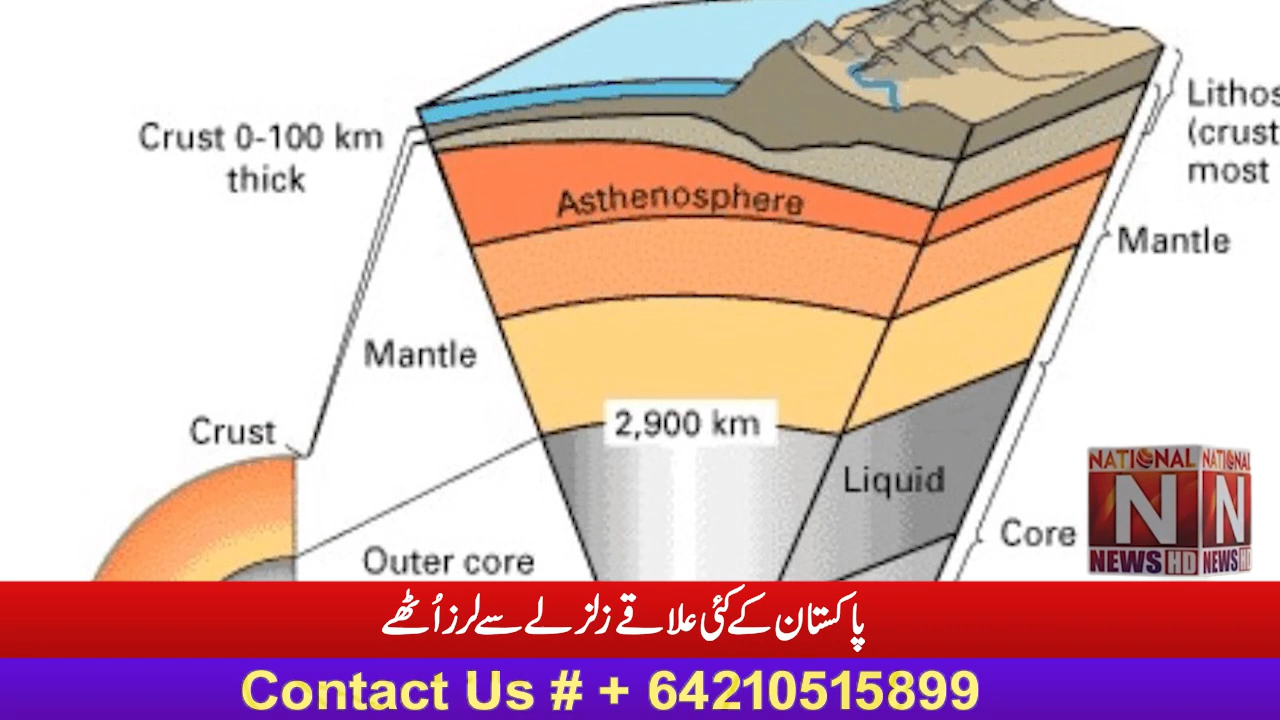 Crust 0-100 km
thick
Lithos
(crust
most
Asthenosphere
Mantle
Mantle
Crust
2,900 km
Liquid
Outer core
Core
NATIONAL
N
NEWS HD
NATIONAL
N
NEWS HD
پاکستان کے کئی علاقے زلزلے سے لرز اُٹھے
Contact Us # + 64210515899